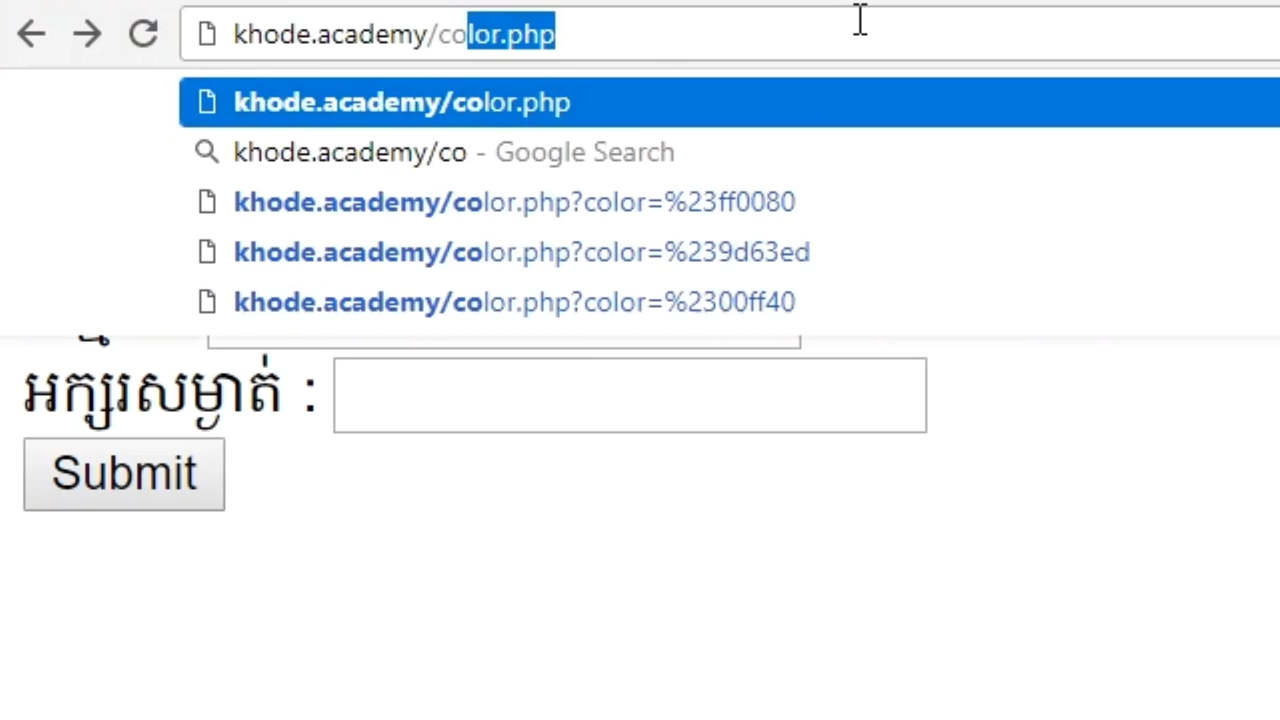 khode.academy/color.php
khode.academy/color.php
khode.academy/co - Google Search
khode.academy/color.php?color=%23ff0080
khode.academy/color.php?color=%239d63ed
khode.academy/color.php?color=%2300ff40
អក្សរសម្ងាត់ :
Submit